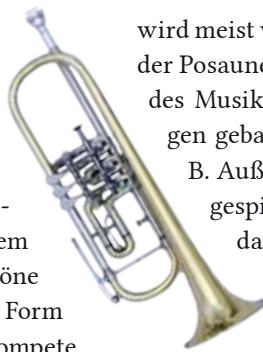 wird meist
der Posaune
des Musik
gen geba
B. Auß
gespi
da
-
em
öne
Form
ompete